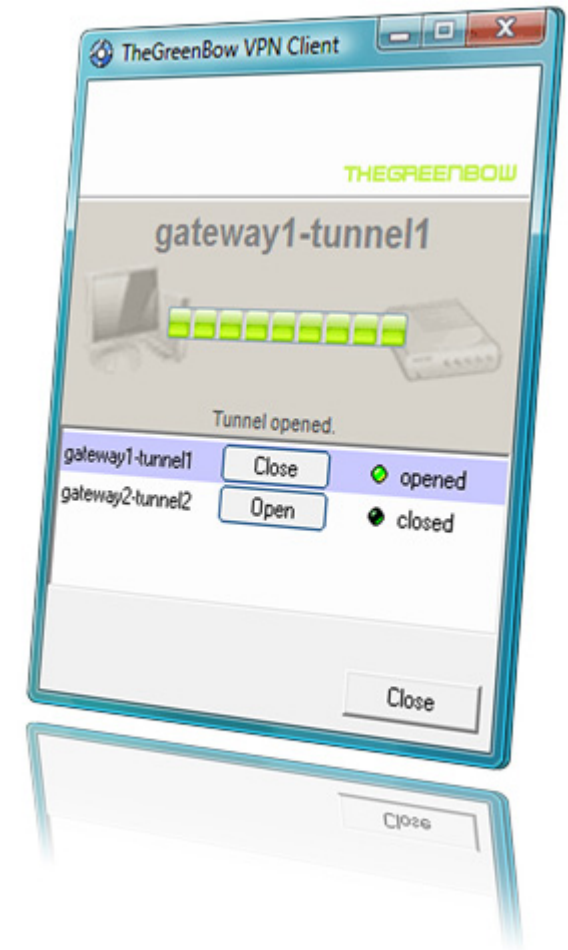 TheGreenBow VPN Client
THEGREENBOW
gateway1-tunnel1
Tunnel opened.
gateway1-tunnel1 Close opened
gateway2-tunnel2 Open closed
Close
Close